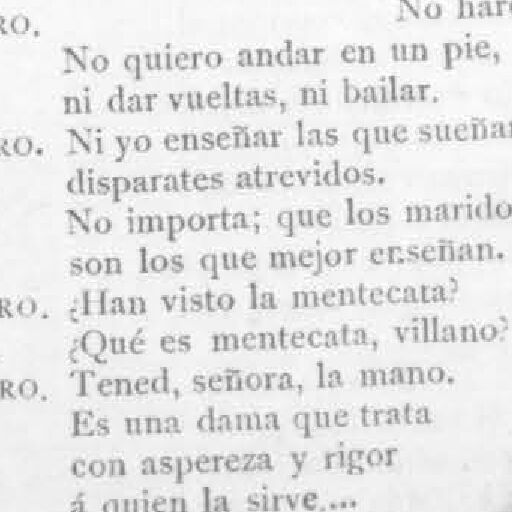 RO. No har
No quiero andar en un pie,
ni dar vueltas, ni bailar.
RO. Ni yo enseñar las que sueñan
disparates atrevidos.
No importa; que los marido
son los que mejor enseñan.
RO. ¿Han visto la mentecata?
¿Qué es mentecata, villano?
RO. Tened, señora, la mano.
Es una dama que trata
con aspereza y rigor
á quien la sirve....